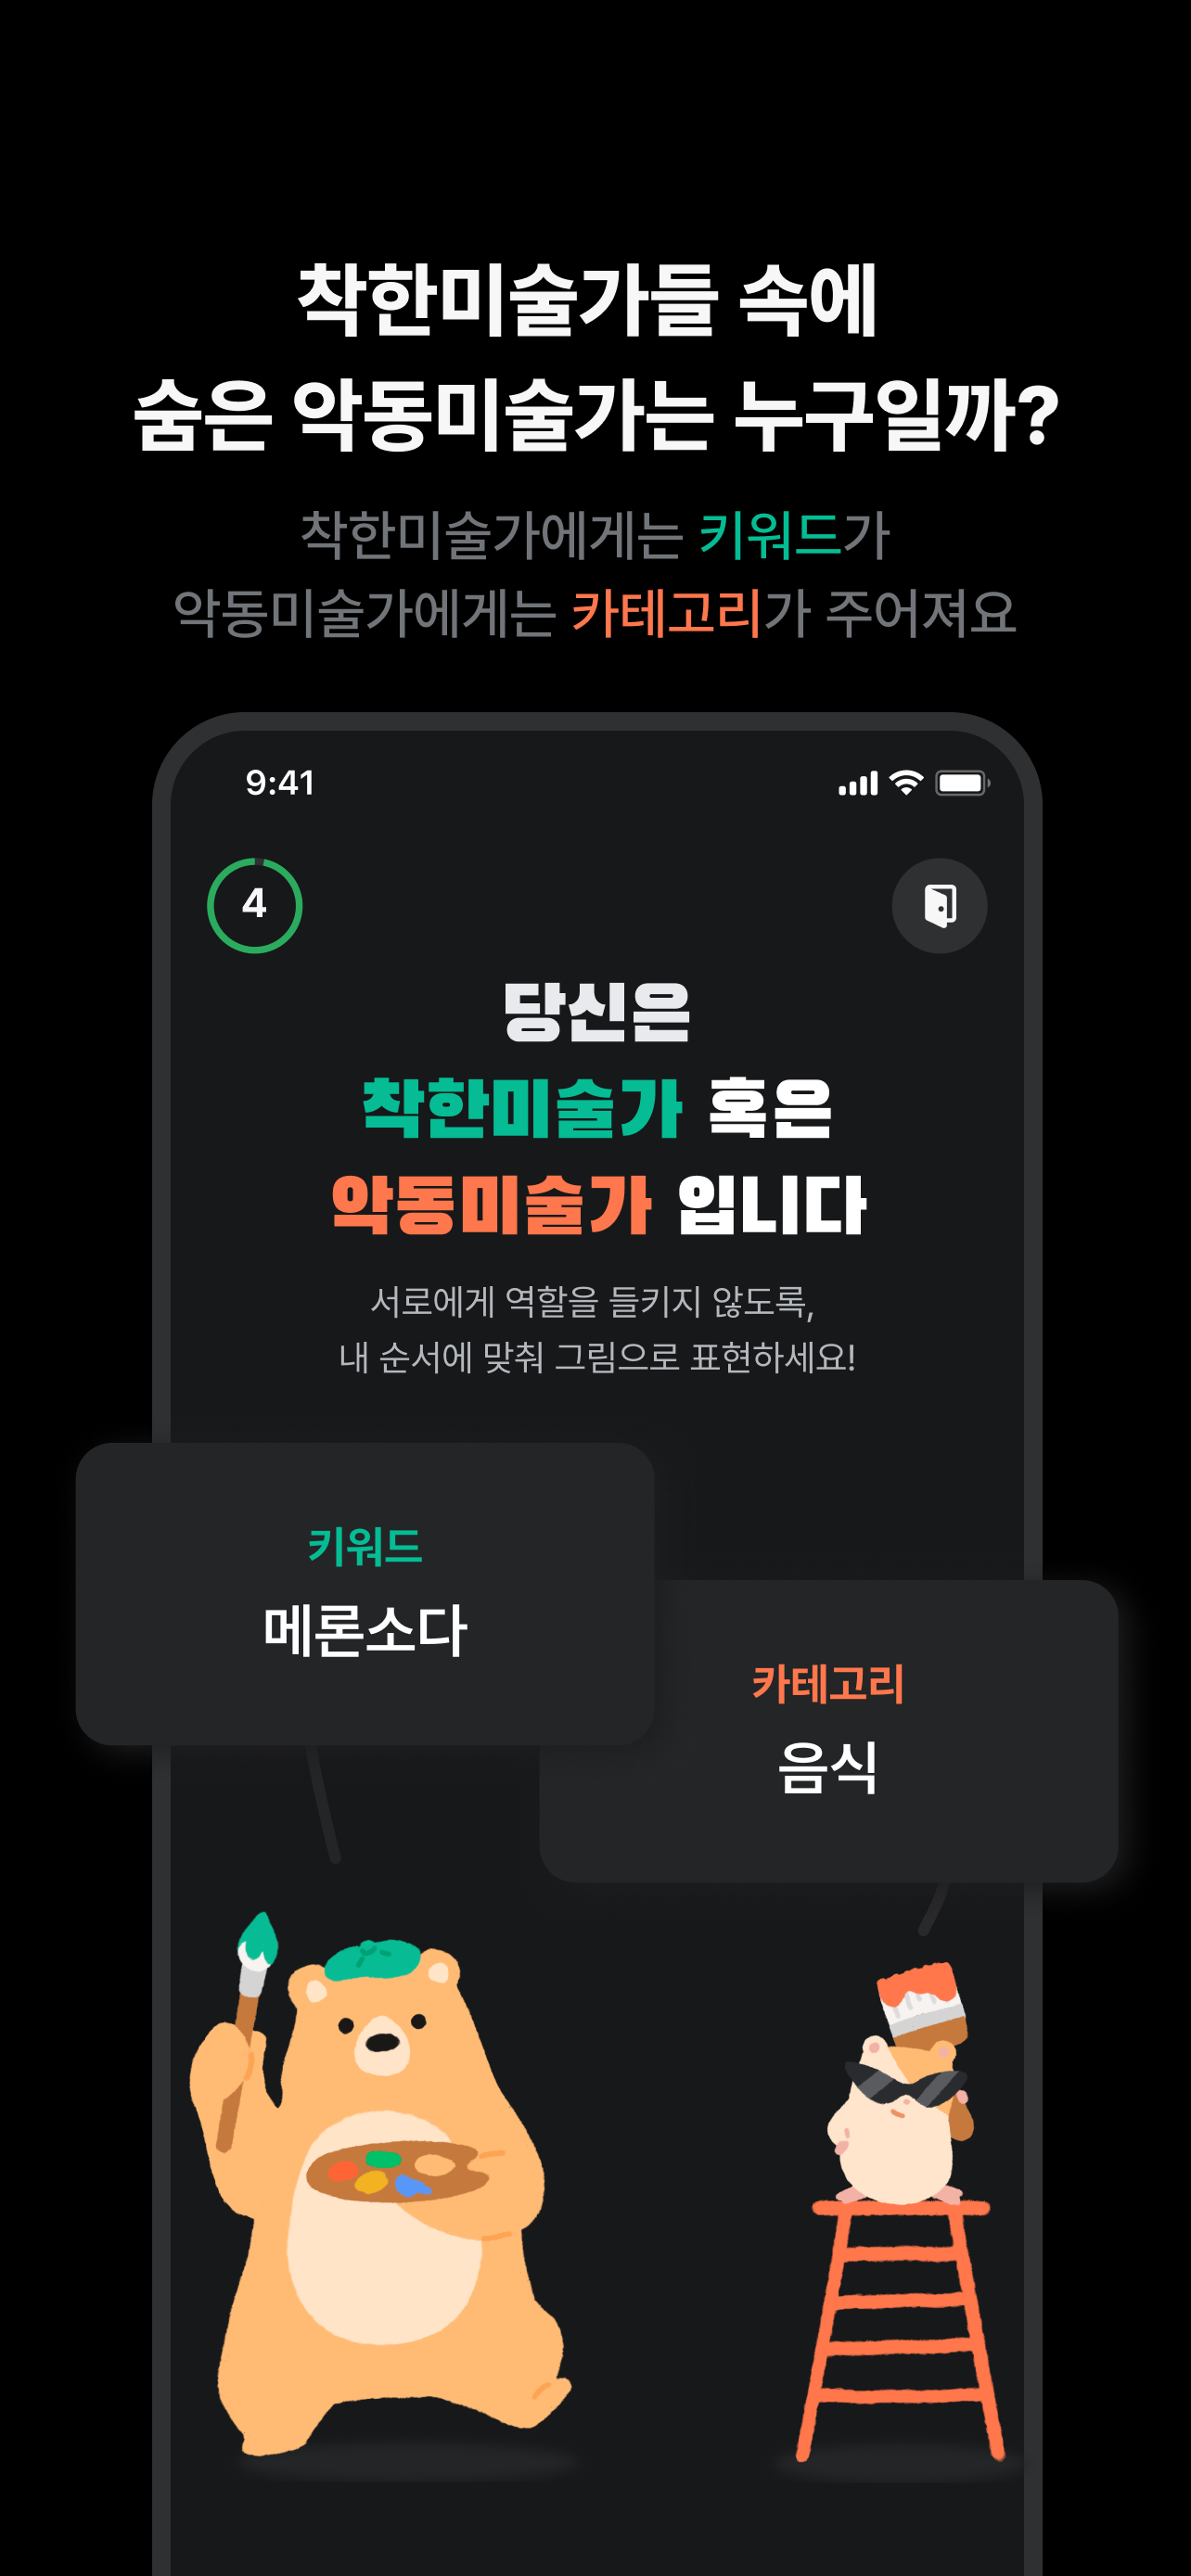 착한미술가들 속에
숨은 악동미술가는 누구일까?
착한미술가에게는 키워드가
악동미술가에게는 카테고리가 주어져요
9:41
4
당신은
착한미술가 혹은
악동미술가 입니다
서로에게 역할을 들키지 않도록,
내 순서에 맞춰 그림으로 표현하세요!
키워드
메론소다
카테고리
음식